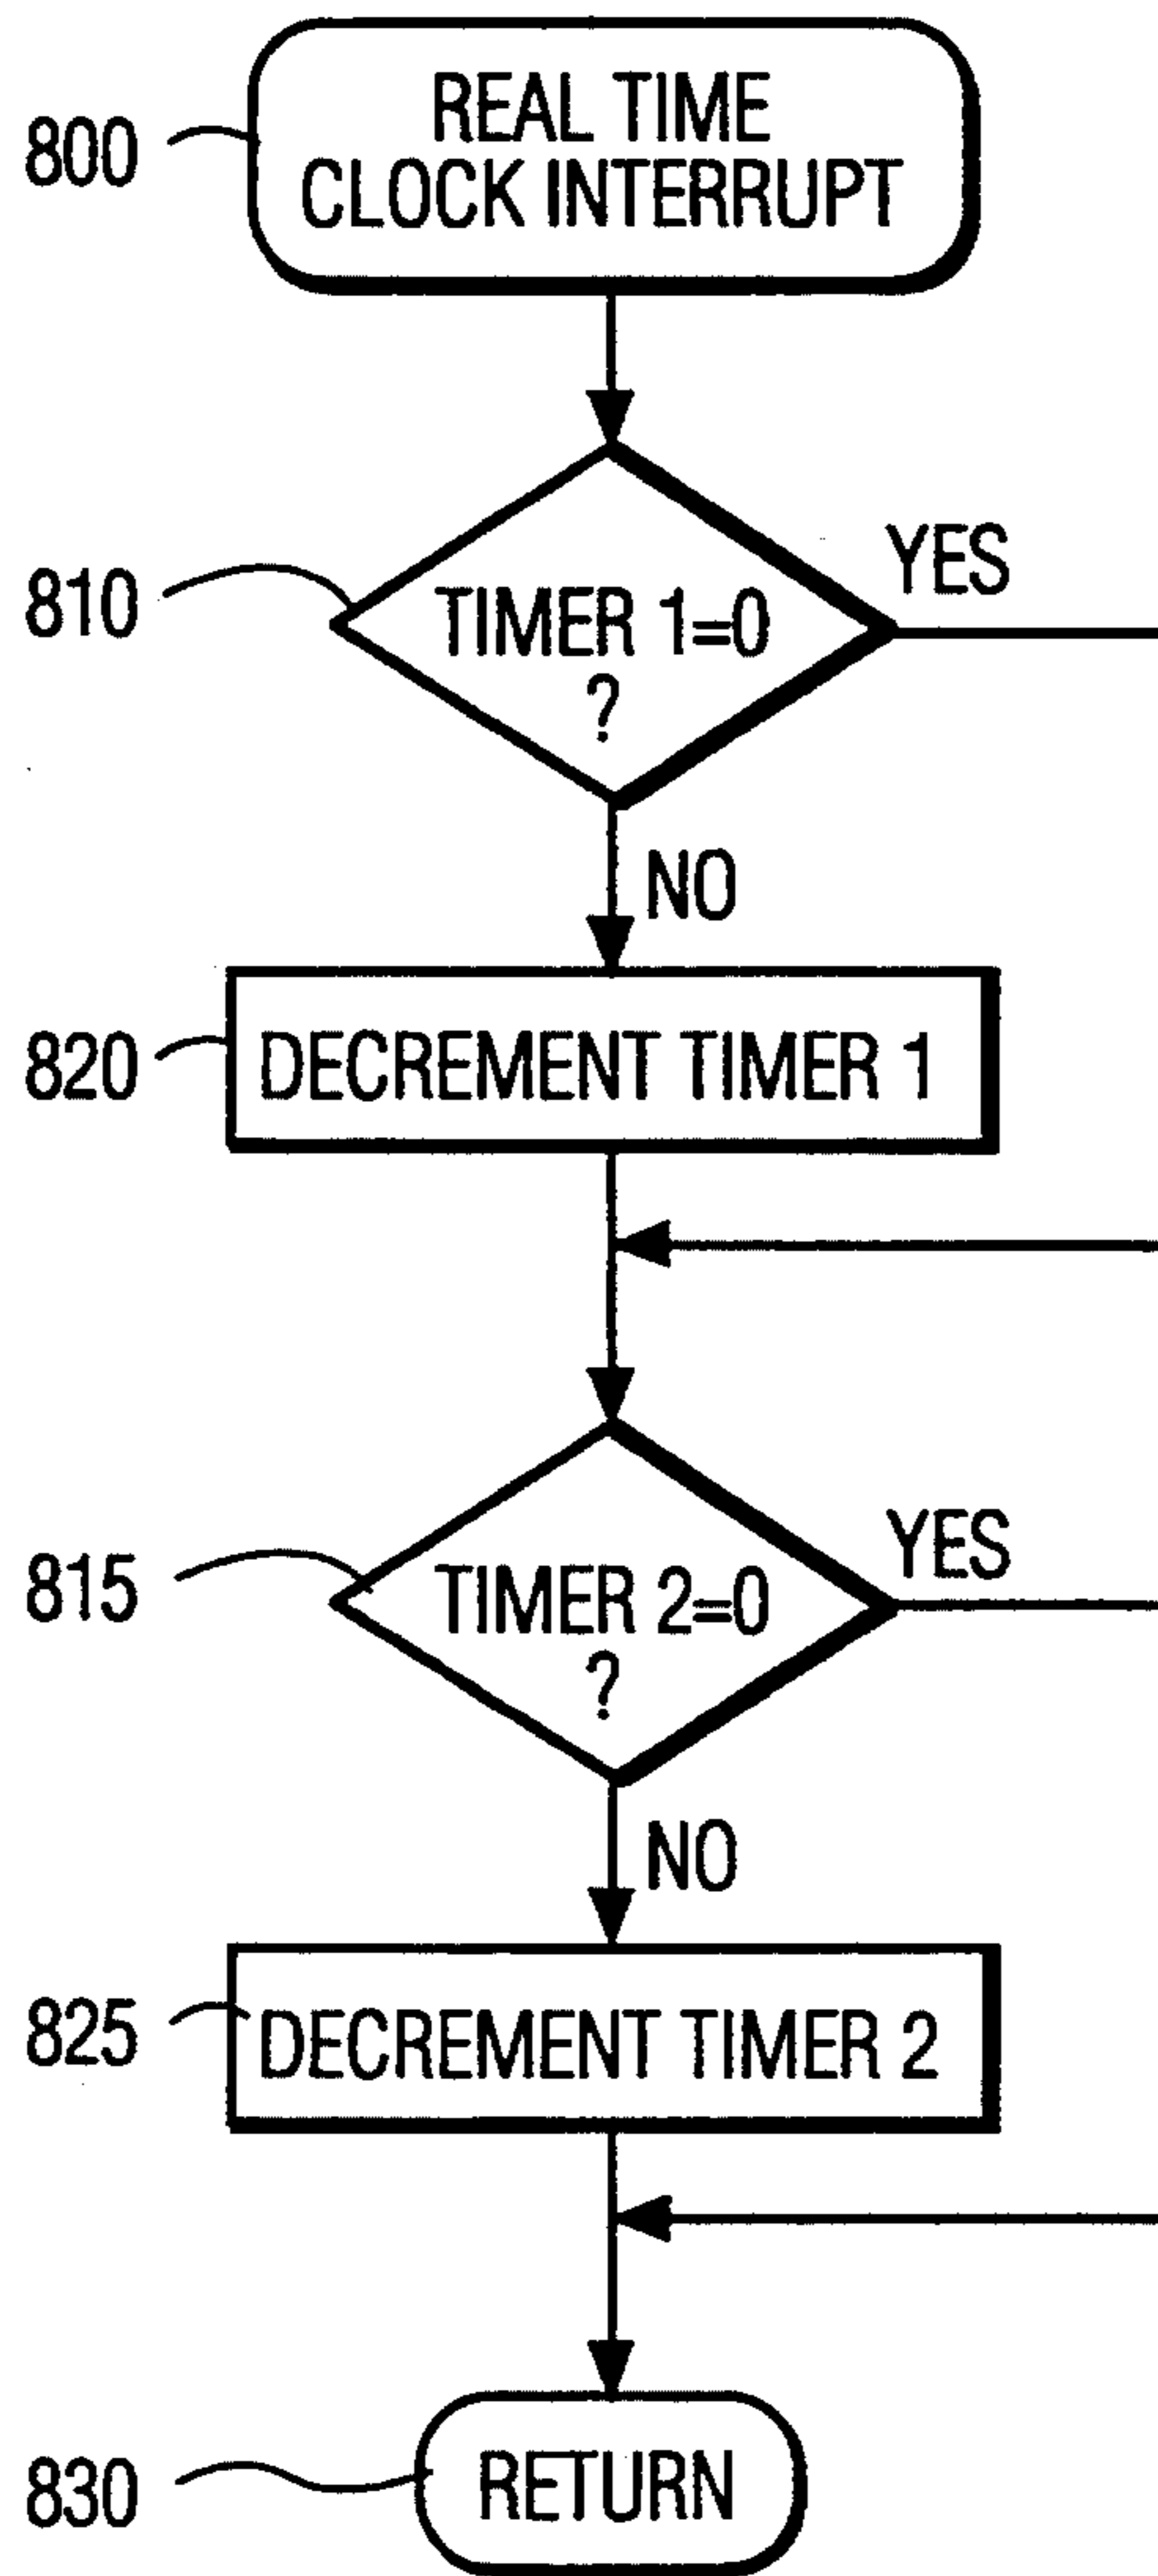 800
REAL TIME
CLOCK INTERRUPT
810
TIMER 1=0
?
YES
NO
820
DECREMENT TIMER 1
815
TIMER 2=0
?
YES
NO
825
DECREMENT TIMER 2
830
RETURN